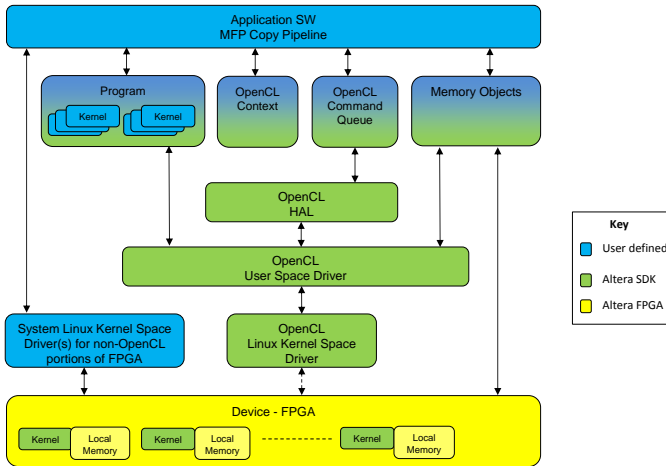 Application SW
MFP Copy Pipeline
Program
Kernel
Kernel
OpenCL
Context
OpenCL
Command
Queue
Memory Objects
OpenCL
HAL
OpenCL
User Space Driver
System Linux Kernel Space
Driver(s) for non-OpenCL
portions of FPGA
OpenCL
Linux Kernel Space
Driver
Device - FPGA
Kernel
Local
Memory
Kernel
Local
Memory
Kernel
Local
Memory
Key
User defined
Altera SDK
Altera FPGA